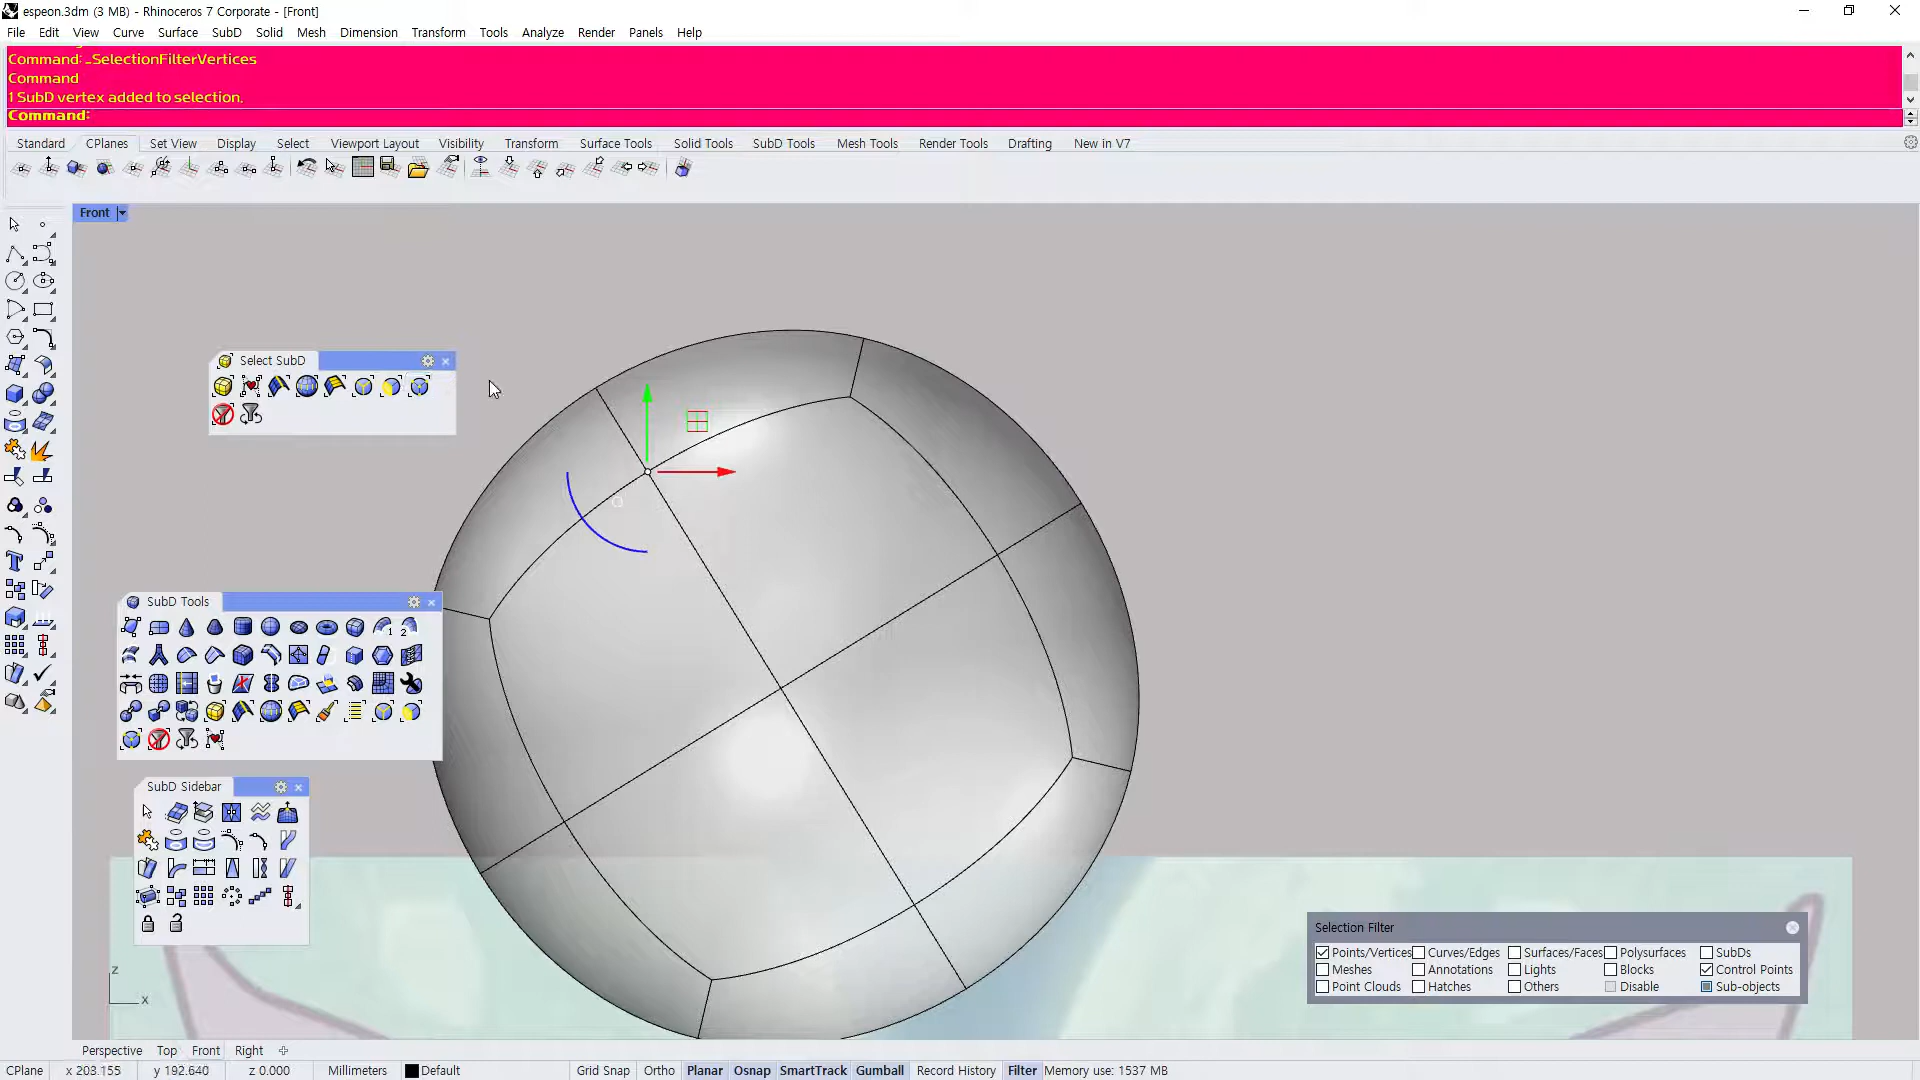 espeon.3dm (3 MB) - Rhinoceros 7 Corporate - [Front]
File Edit View Curve Surface SubD Solid Mesh Dimension Transform Tools Analyze Render Panels Help
Command: _SelectionFilterVertices
Command
1 SubD vertex added to selection.
Command:
Standard CPlanes Set View Display Select Viewport Layout Visibility Transform Surface Tools Solid Tools SubD Tools Mesh Tools Render Tools Drafting New in V7
Front
Select SubD
SubD Tools
1 2
SubD Sidebar
Selection Filter
Points/Vertices Curves/Edges Surfaces/Faces Polysurfaces SubDs
Meshes Annotations Lights Blocks Control Points
Point Clouds Hatches Others Disable Sub-objects
z
x
Perspective Top Front Right
CPlane x 203.155 y 192.640 z 0.000 Millimeters Default Grid Snap Ortho Planar Osnap SmartTrack Gumball Record History Filter Memory use: 1537 MB